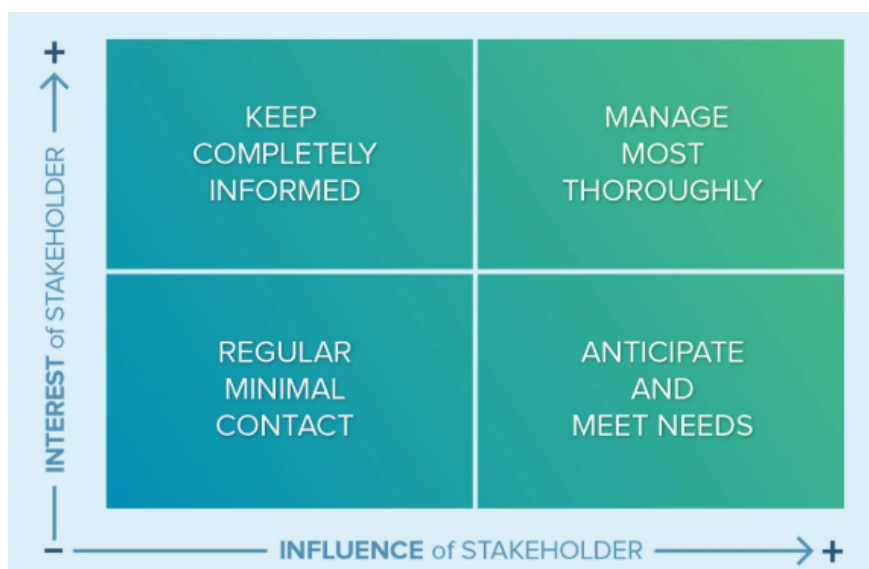 +
KEEP
COMPLETELY
INFORMED
MANAGE
MOST
THOROUGHLY
INTEREST of STAKEHOLDER
REGULAR
MINIMAL
CONTACT
ANTICIPATE
AND
MEET NEEDS
−
INFLUENCE of STAKEHOLDER
+